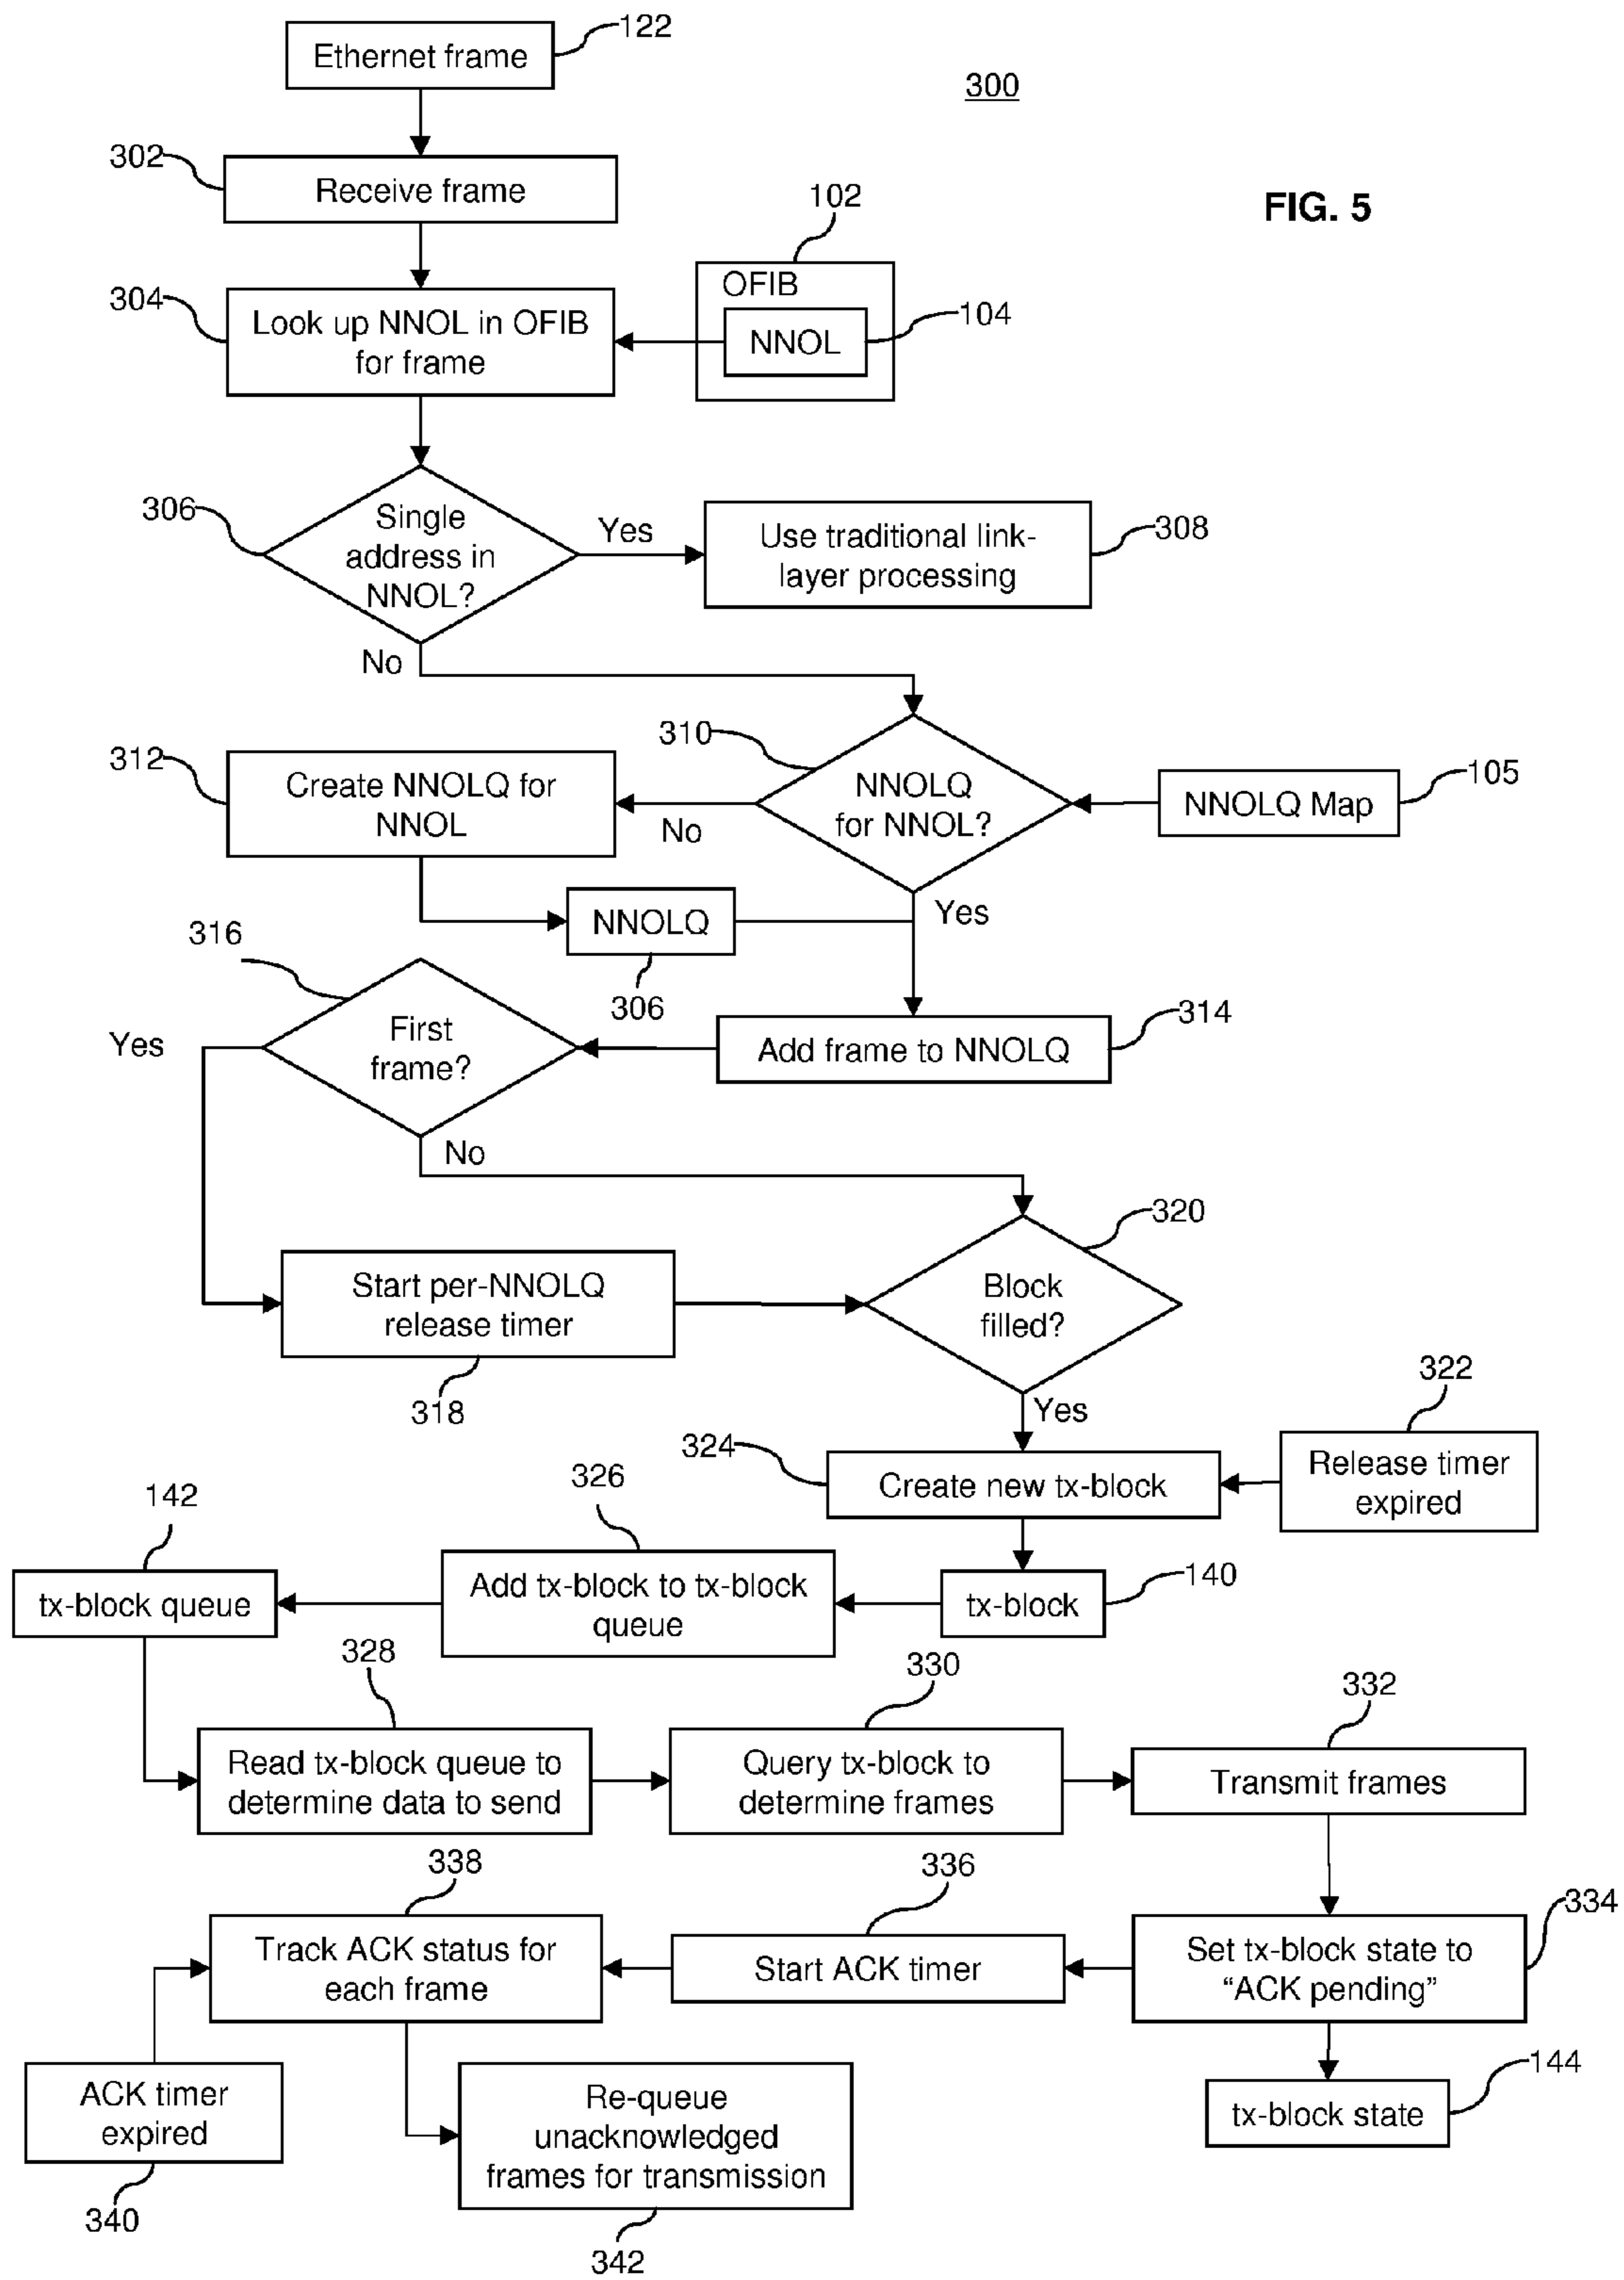 Ethernet frame
122
300
302
Receive frame
FIG. 5
102
304
Look up NNOL in OFIB
for frame
OFIB
NNOL
104
306
Single
address in
NNOL?
Yes
Use traditional link-
layer processing
308
No
310
312
Create NNOLQ for
NNOL
No
NNOLQ
for NNOL?
NNOLQ Map
105
NNOLQ
Yes
306
316
First
frame?
Yes
Add frame to NNOLQ
314
No
320
Start per-NNOLQ
release timer
318
Block
filled?
Yes
322
Release timer
expired
324
Create new tx-block
326
142
tx-block queue
Add tx-block to tx-block
queue
tx-block
140
328
330
332
Read tx-block queue to
determine data to send
Query tx-block to
determine frames
Transmit frames
338
336
334
Track ACK status for
each frame
Start ACK timer
Set tx-block state to
“ACK pending”
144
tx-block state
ACK timer
expired
340
Re-queue
unacknowledged
frames for transmission
342